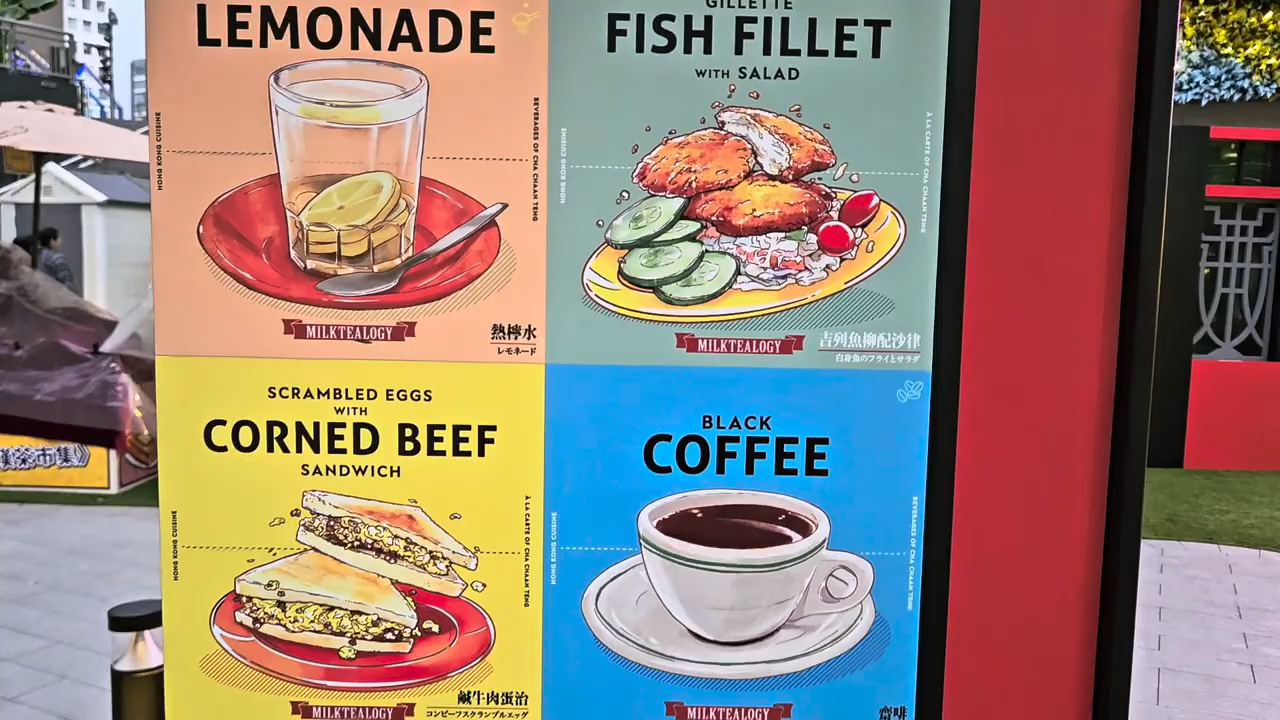 LEMONADE
HONG KONG CUISINE
BEVERAGES OF CHA CHAAN TENG
MILKTEALOGY
熱檸水
レモネード
GILLETTE
FISH FILLET
WITH SALAD
HONG KONG CUISINE
À LA CARTE OF CHA CHAAN TENG
MILKTEALOGY
吉列魚柳配沙律
白身魚のフライとサラダ
SCRAMBLED EGGS
WITH
CORNED BEEF
SANDWICH
HONG KONG CUISINE
À LA CARTE OF CHA CHAAN TENG
MILKTEALOGY
鹹牛肉蛋治
コンビーフスクランブルエッグ
BLACK
COFFEE
HONG KONG CUISINE
BEVERAGES OF CHA CHAAN TENG
MILKTEALOGY
齋啡
茶市集》